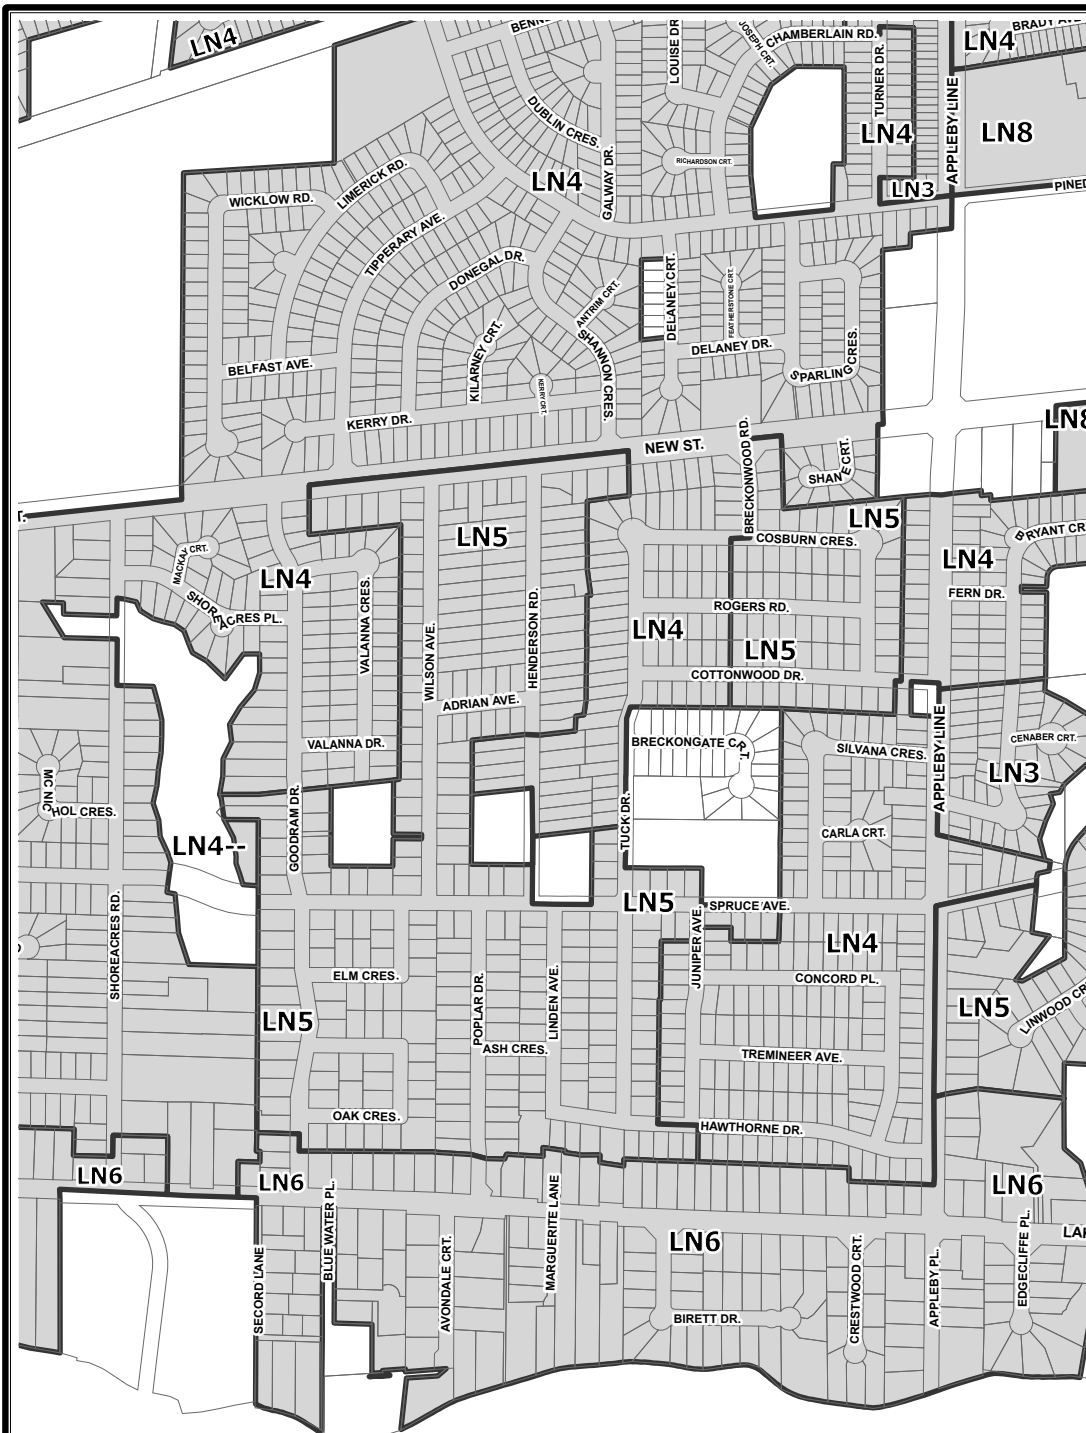 BENN
LOUISE DR.
JOSEPH CRT.
CHAMBERLAIN RD.
TURNER DR.
LN4
BRADY AV
LN4
DUBLIN CRES.
LN4
APPLEBY LINE
LN8
LIMERICK RD.
LN4
GALWAY DR.
RICHARDSON CRT.
LN3
PINED
WICKLOW RD.
TIPPERARY AVE.
DONEGAL DR.
ANTRIM CRT.
DELANEY CRT.
FEATHERSTONE CRT.
KILARNEY CRT.
SHANNON CRES.
DELANEY DR.
SPARLING CRES.
BELFAST AVE.
KERRY CRT.
KERRY DR.
LN8
NEW ST.
BRECKONWOOD RD.
SHANE CRT.
T.
LN5
LN5
COSBURN CRES.
BRYANT CR
MACKAY CRT.
LN4
LN4
VALANNA CRES.
FERN DR.
SHORE ACRES PL.
ROGERS RD.
HENDERSON RD.
LN4
WILSON AVE.
LN5
COTTONWOOD DR.
ADRIAN AVE.
APPLEBY LINE
VALANNA DR.
BRECKONGATE CRT.
SILVANA CRES.
CENABER CRT.
LN3
MC NICHOL CRES.
GOODRAM DR.
TUCK DR.
CARLA CRT.
LN4--
LN5
SPRUCE AVE.
SHOREACRES RD.
JUNIPER AVE.
LN4
ELM CRES.
CONCORD PL.
POPLAR DR.
LINDEN AVE.
LN5
LINWOOD CR
LN5
ASH CRES.
TREMINEER AVE.
OAK CRES.
HAWTHORNE DR.
LN6
LN6
LN6
BLUE WATER PL.
MARGUERITE LANE
LN6
LAK
SECORD LANE
AVONDALE CRT.
CRESTWOOD CRT.
APPLEBY PL.
EDGECLIFFE PL.
BIRETT DR.